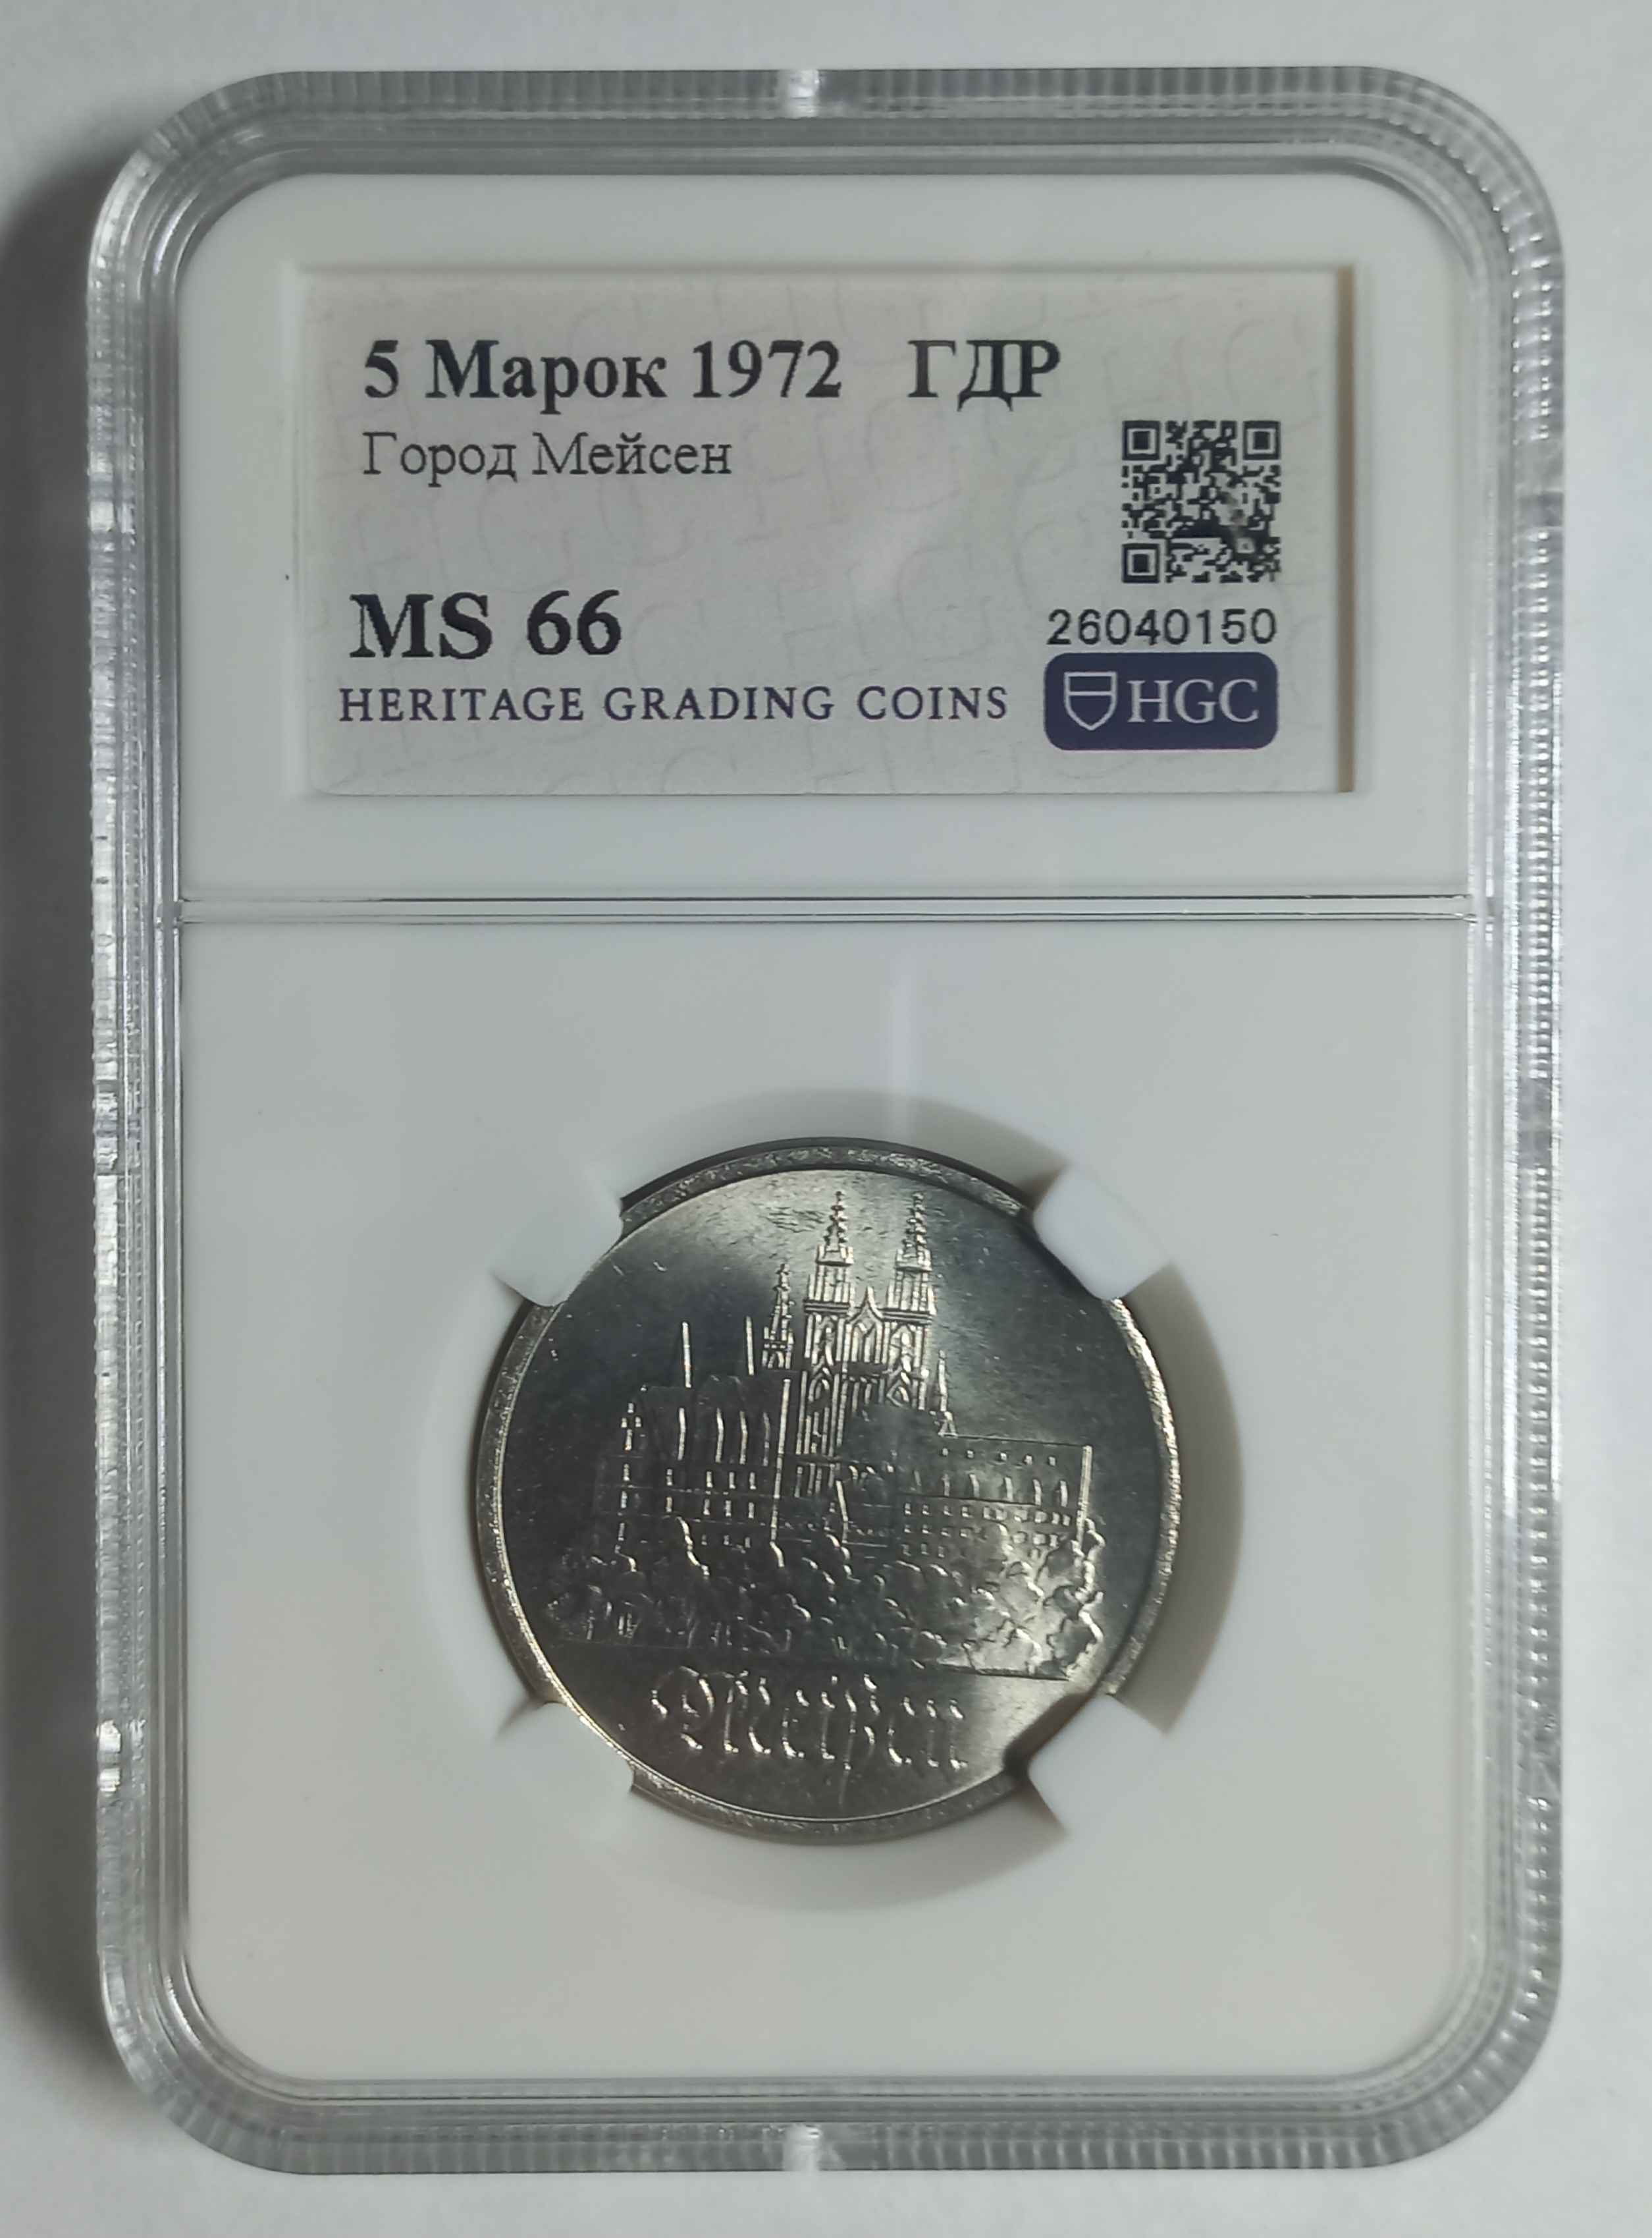 5 Марок 1972 ГДР
Город Мейсен
MS 66
26040150
HERITAGE GRADING COINS
HGC
Meißen